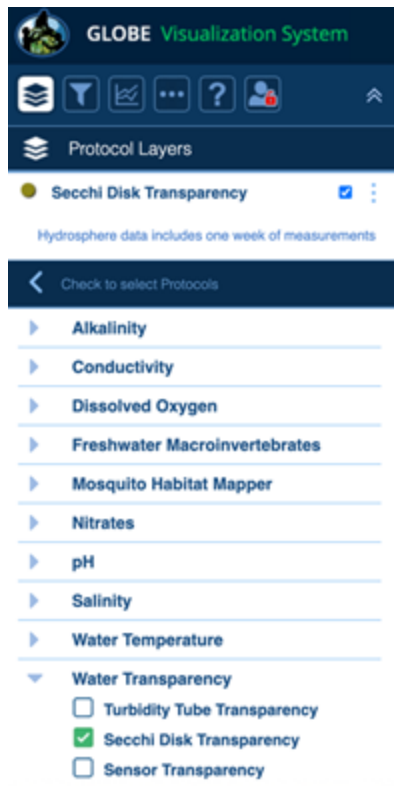 GLOBE Visualization System
Protocol Layers
Secchi Disk Transparency
Hydrosphere data includes one week of measurements
Check to select Protocols
Alkalinity
Conductivity
Dissolved Oxygen
Freshwater Macroinvertebrates
Mosquito Habitat Mapper
Nitrates
pH
Salinity
Water Temperature
Water Transparency
Turbidity Tube Transparency
Secchi Disk Transparency
Sensor Transparency